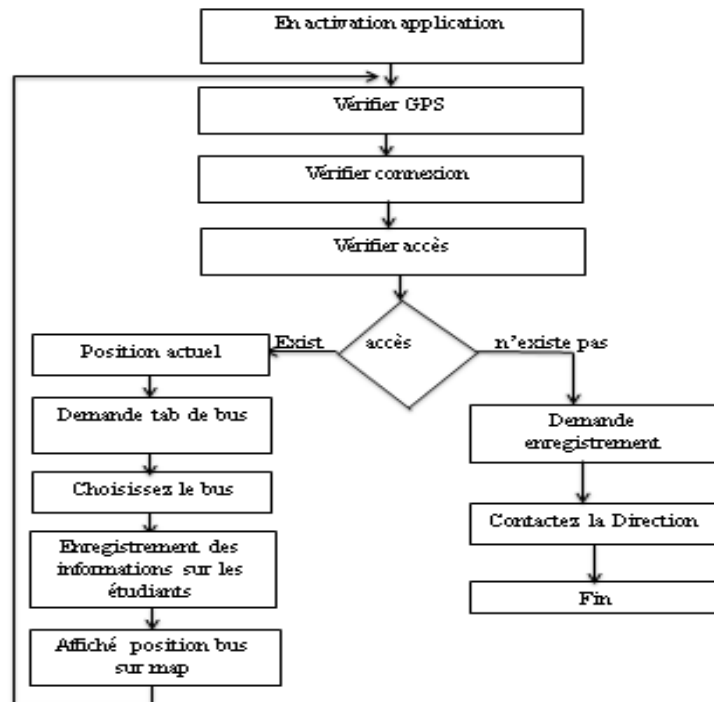 En activation application
Vérifier GPS
Vérifier connexion
Vérifier accès
Exist
accès
n'existe pas
Position actuel
Demande tab de bus
Choisissez le bus
Enregistrement des
informations sur les
étudiants
Affiché position bus
sur map
Demande
enregistrement
Contactez la Direction
Fin